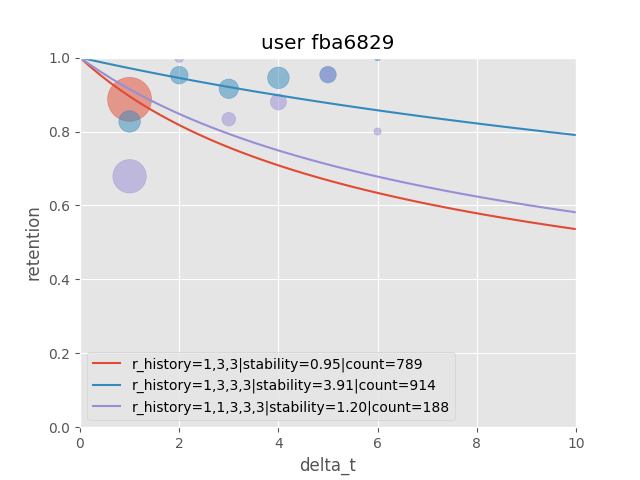 user fba6829
1.0
0.8
0.6
0.4
0.2
0.0
retention
r_history=1,3,3|stability=0.95|count=789
r_history=1,3,3,3|stability=3.91|count=914
r_history=1,1,3,3,3|stability=1.20|count=188
0 2 4 6 8 10
delta_t